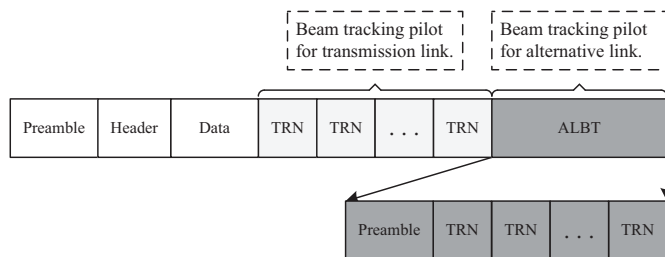 Beam tracking pilot
for transmission link.
Beam tracking pilot
for alternative link.
Preamble Header Data TRN TRN . . . TRN ALBT
Preamble TRN TRN . . . TRN